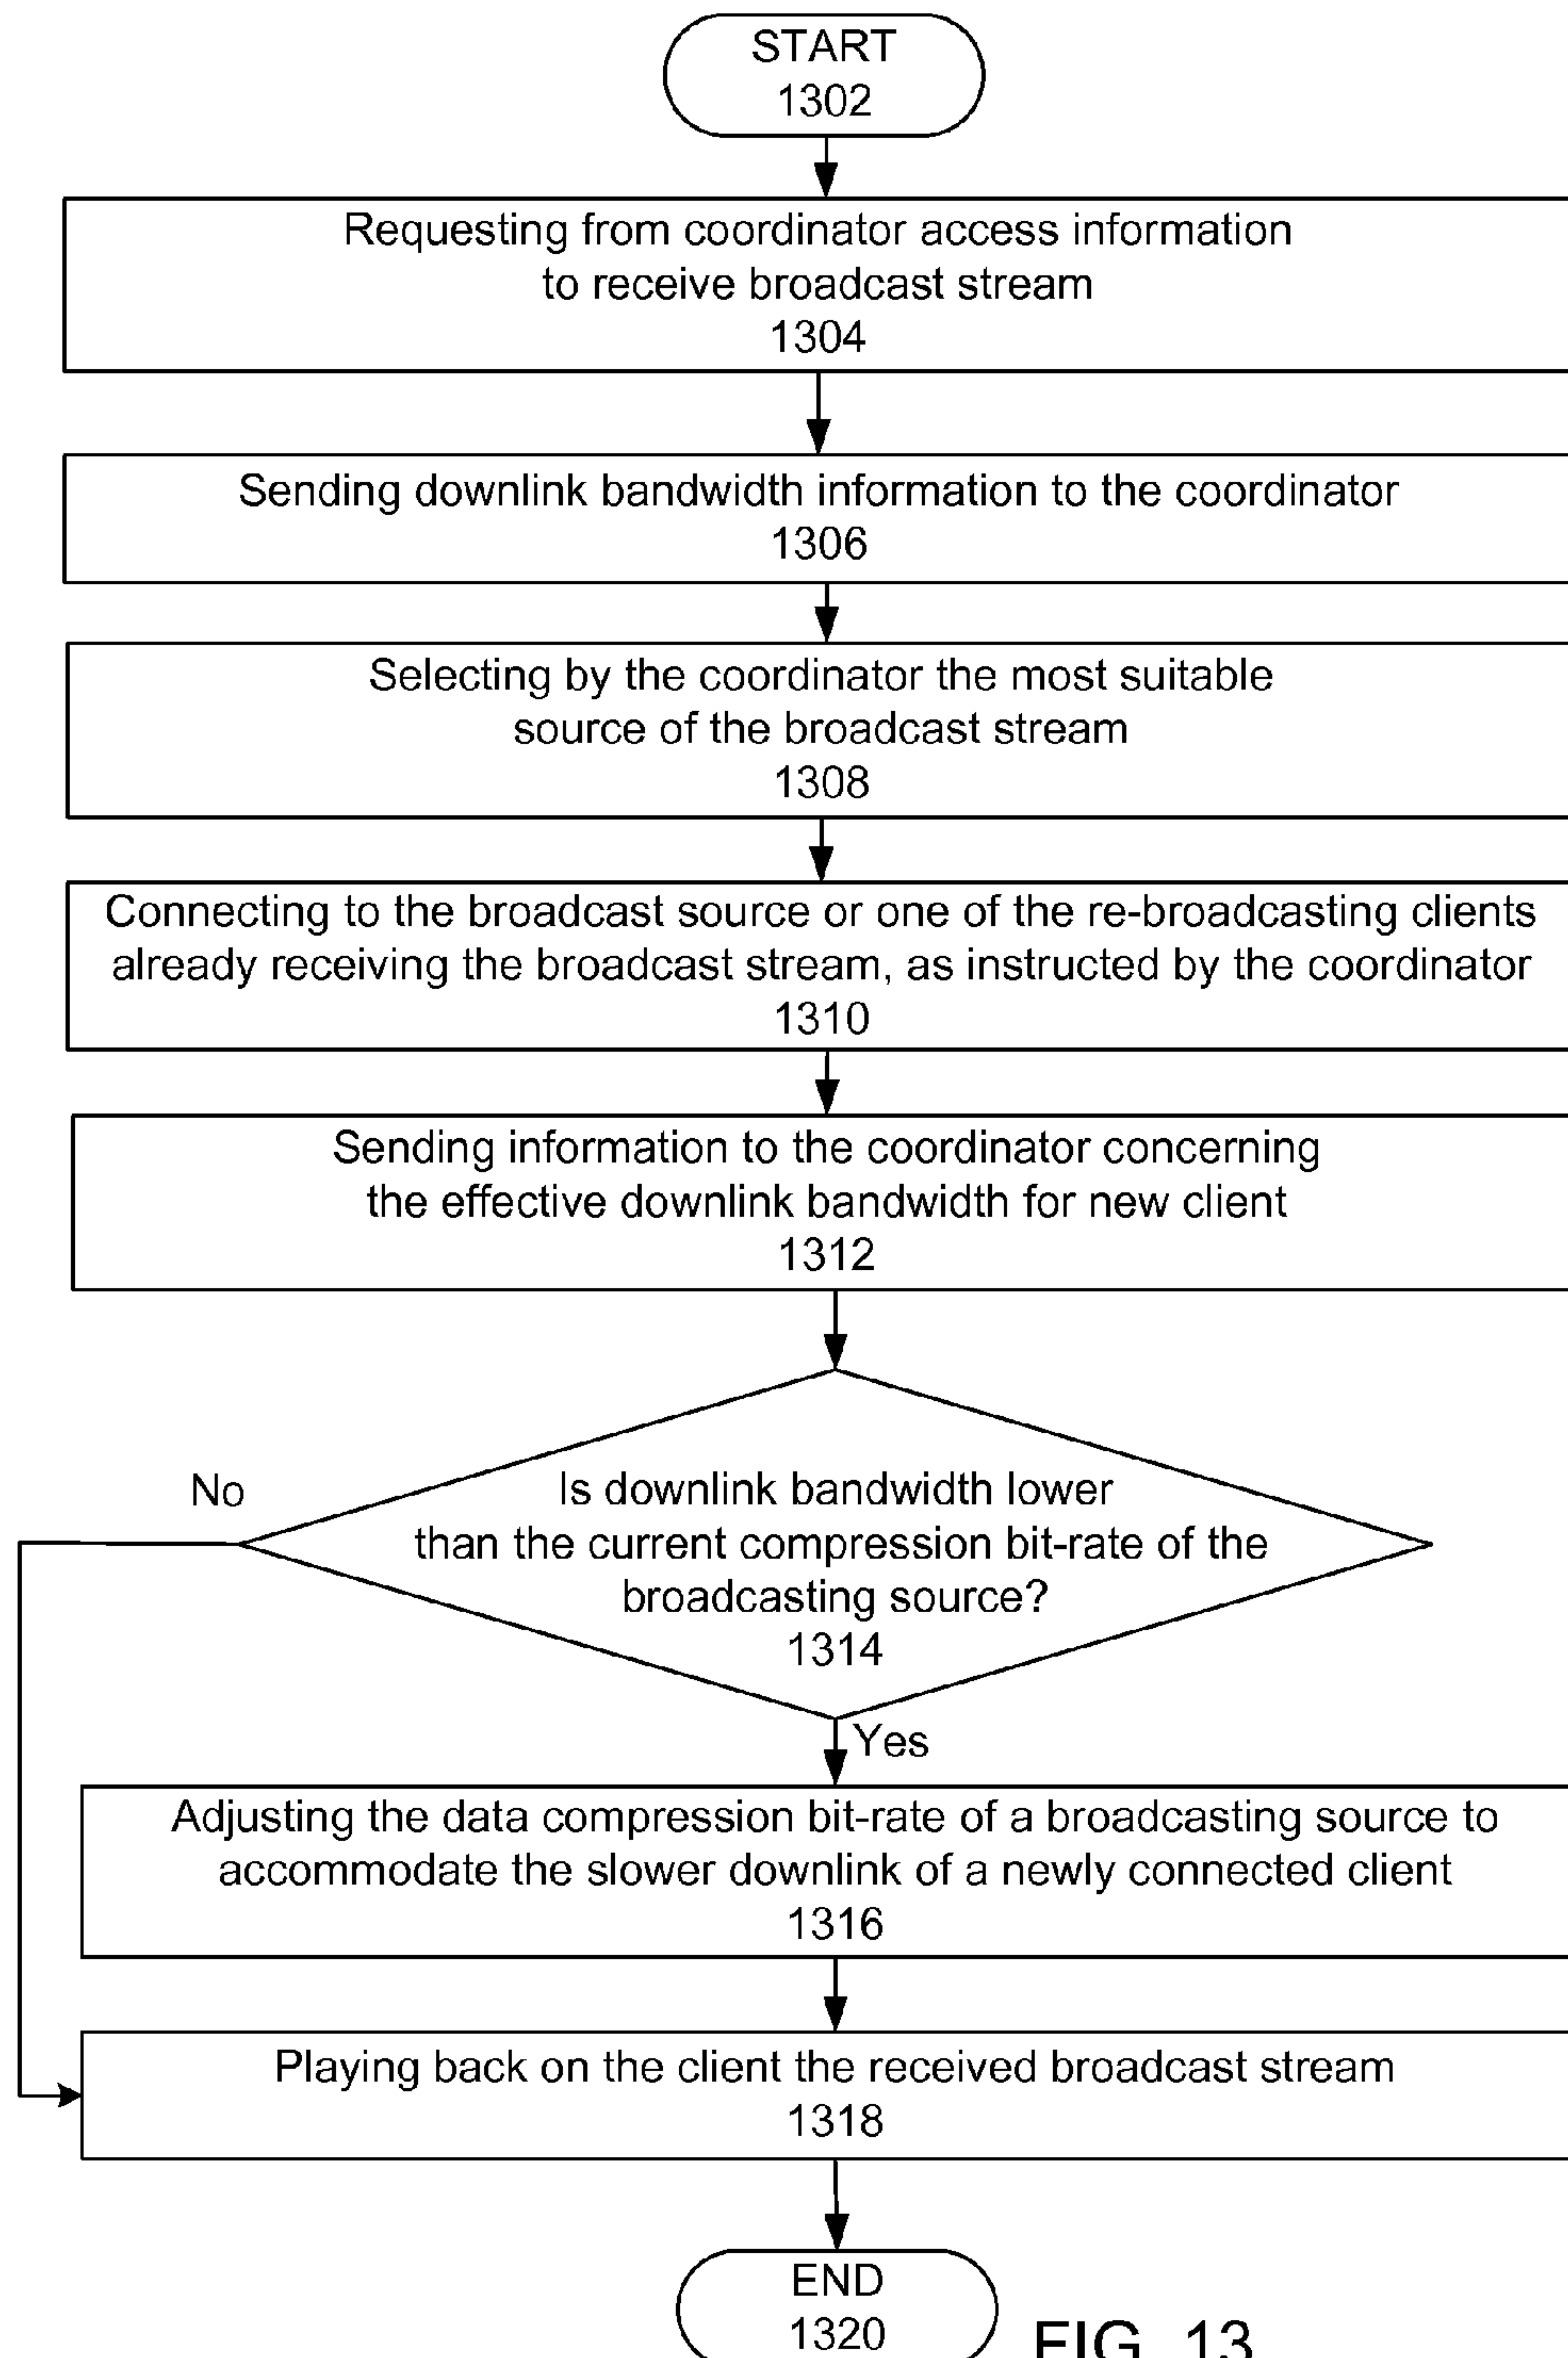 START
1302
Requesting from coordinator access information
to receive broadcast stream
1304
Sending downlink bandwidth information to the coordinator
1306
Selecting by the coordinator the most suitable
source of the broadcast stream
1308
Connecting to the broadcast source or one of the re-broadcasting clients
already receiving the broadcast stream, as instructed by the coordinator
1310
Sending information to the coordinator concerning
the effective downlink bandwidth for new client
1312
No
Is downlink bandwidth lower
than the current compression bit-rate of the
broadcasting source?
1314
Yes
Adjusting the data compression bit-rate of a broadcasting source to
accommodate the slower downlink of a newly connected client
1316
Playing back on the client the received broadcast stream
1318
END
1320
FIG. 13